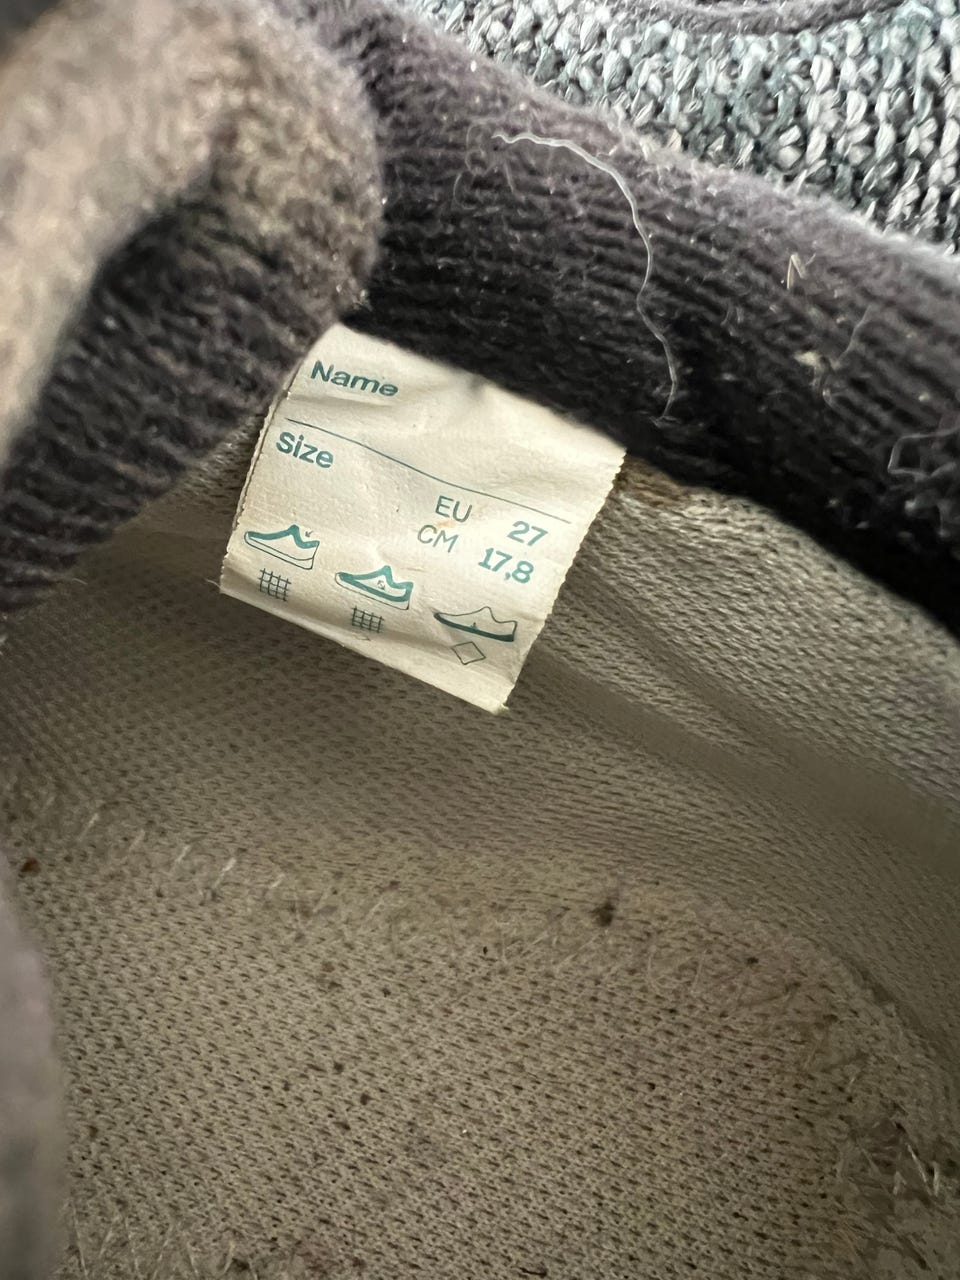 Name
Size
EU 27
CM 17,8